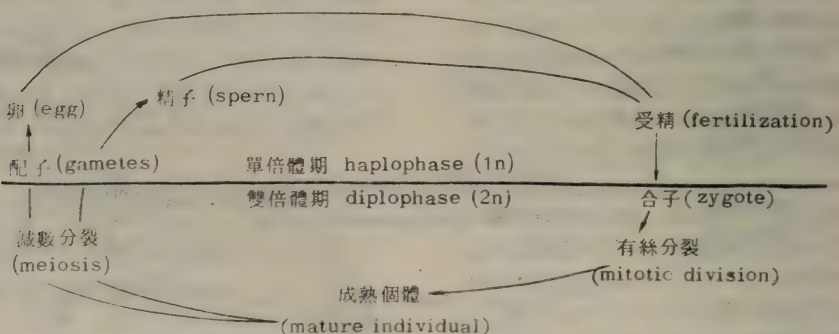 卵 (egg)
精子 (spern)
受精 (fertilization)
配子 (gametes)
單倍體期 haplophase (1n)
雙倍體期 diplophase (2n)
合子 (zygote)
減數分裂
(meiosis)
有絲分裂
(mitotic division)
成熟個體
(mature individual)